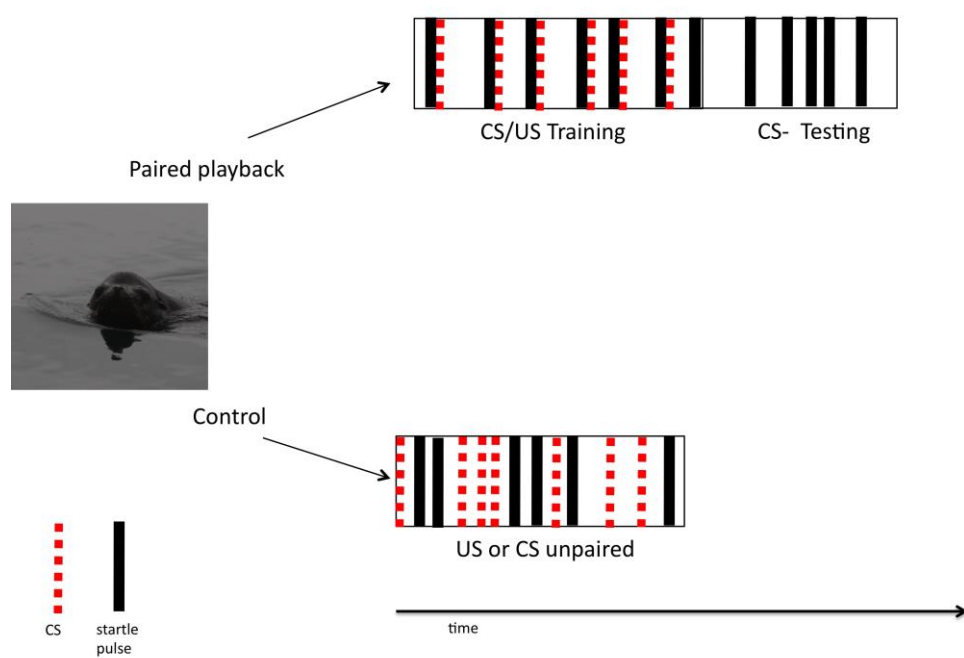 CS/US Training
CS- Testing
Paired playback
Control
US or CS unpaired
CS
startle
pulse
time